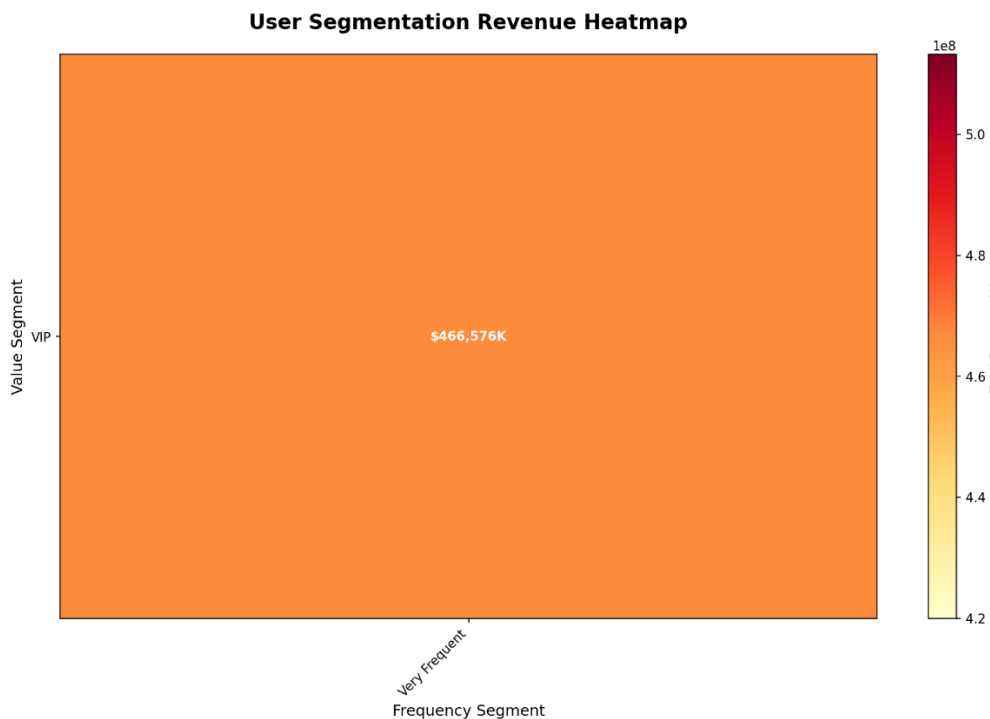 User Segmentation Revenue Heatmap
1e8
5.0
4.8
4.6
4.4
4.2
Value Segment
VIP
$466,576K
Very Frequent
Frequency Segment